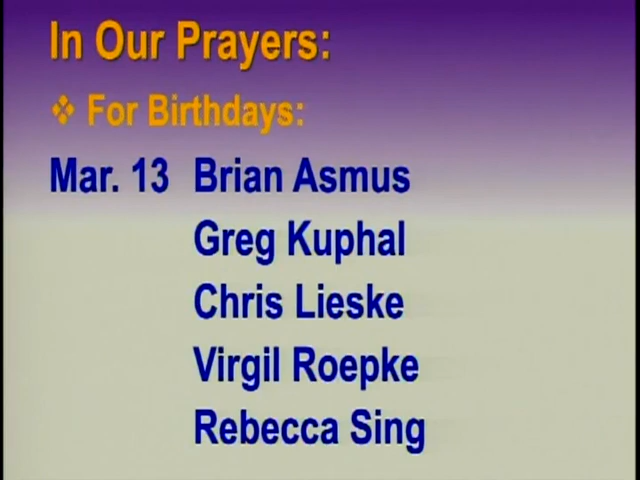 In Our Prayers:
❖ For Birthdays:
Mar. 13 Brian Asmus
Greg Kuphal
Chris Lieske
Virgil Roepke
Rebecca Sing